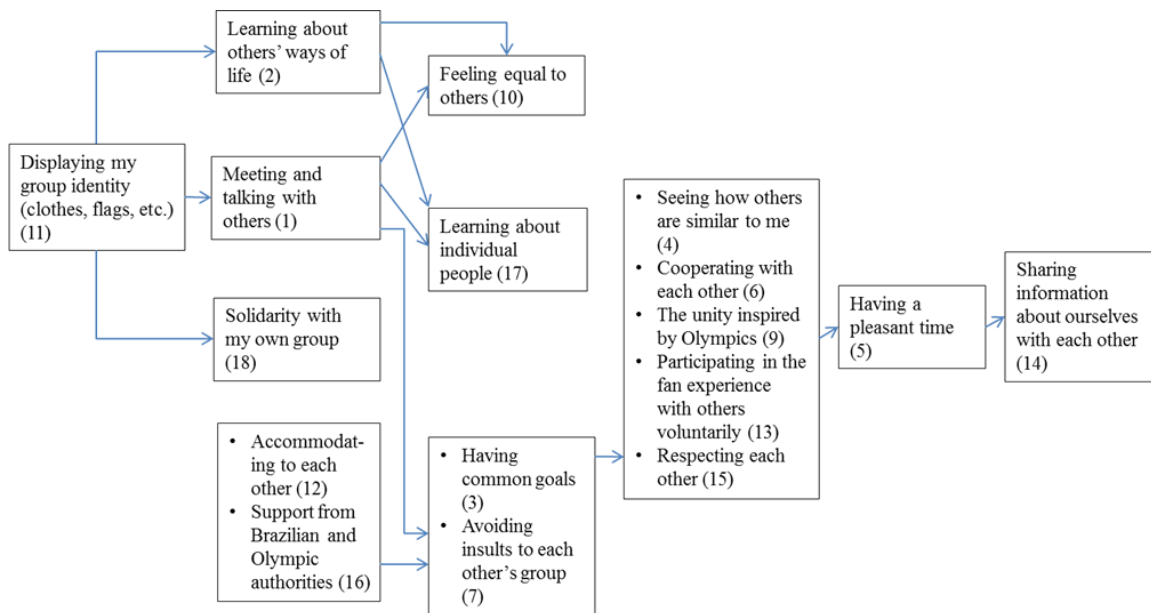 Learning about
others’ ways of
life (2)
Feeling equal to
others (10)
Displaying my
group identity
(clothes, flags, etc.)
(11)
Meeting and
talking with
others (1)
Learning about
individual
people (17)
Solidarity with
my own group
(18)
• Accommodat-
ing to each
other (12)
• Support from
Brazilian and
Olympic
authorities (16)
• Having
common goals
(3)
• Avoiding
insults to each
other’s group
(7)
• Seeing how others
are similar to me
(4)
• Cooperating with
each other (6)
• The unity inspired
by Olympics (9)
• Participating in the
fan experience
with others
voluntarily (13)
• Respecting each
other (15)
Having a
pleasant time
(5)
Sharing
information
about ourselves
with each other
(14)